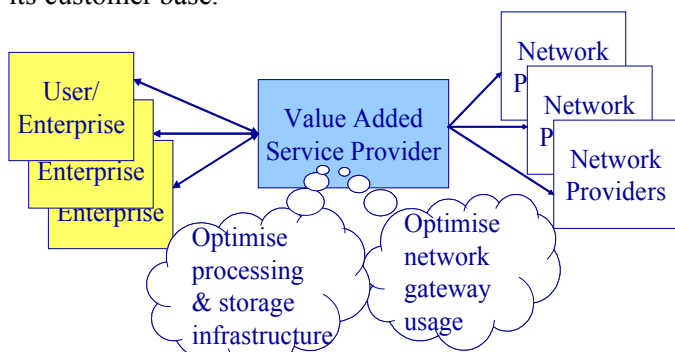 its customer base.
User/
Enterprise
Enterprise
Enterprise
Value Added
Service Provider
Network
P
Network
P
Network
Providers
Optimise
processing
& storage
infrastructure
Optimise
network
gateway
usage